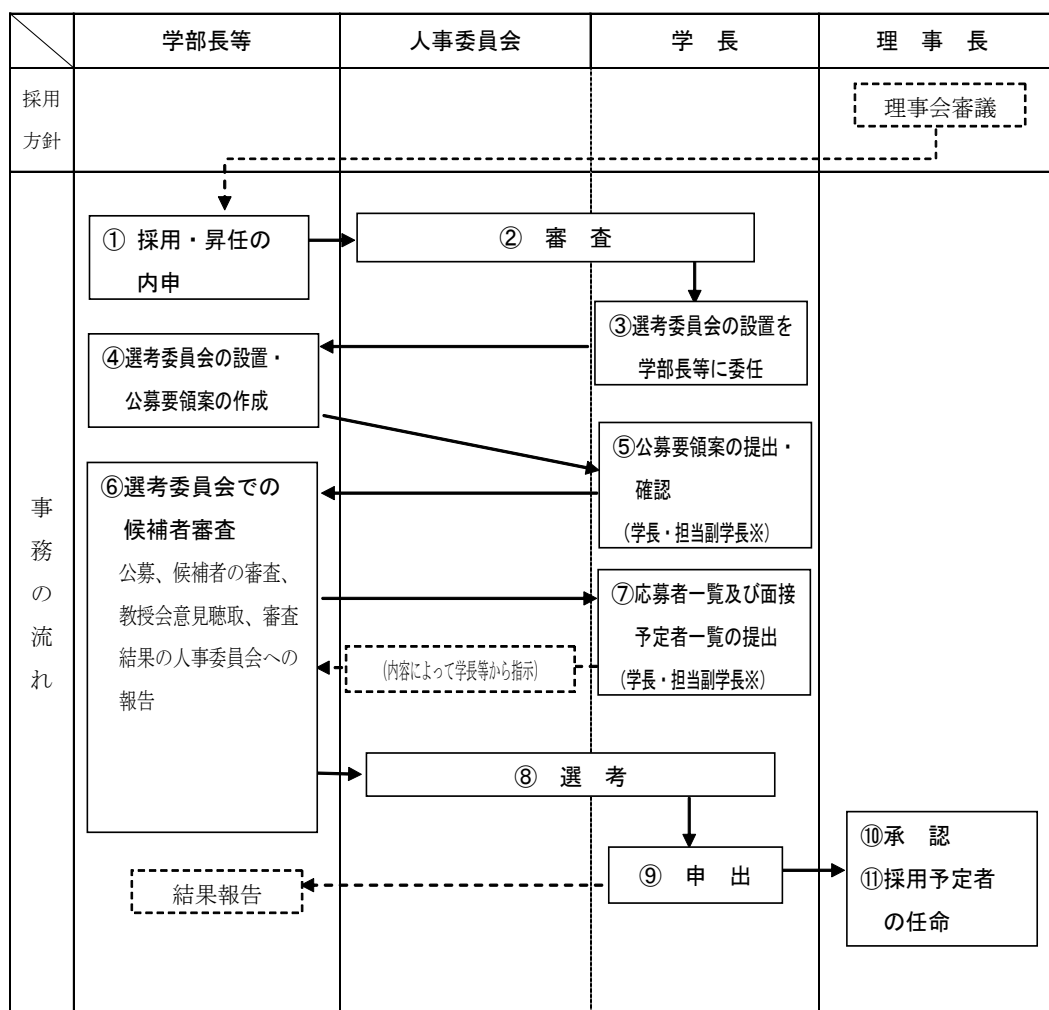 学部長等
人事委員会
学 長
理 事 長
採用
方針
理事会審議
事
務
の
流
れ
① 採用・昇任の
内申
② 審 査
③選考委員会の設置を
学部長等に委任
④選考委員会の設置・
公募要領案の作成
⑤公募要領案の提出・
確認
(学長・担当副学長※)
⑥選考委員会での
候補者審査
公募、候補者の審査、
教授会意見聴取、審査
結果の人事委員会への
報告
⑦応募者一覧及び面接
予定者一覧の提出
(学長・担当副学長※)
(内容によって学長等から指示)
⑧ 選 考
⑨ 申 出
結果報告
⑩承 認
⑪採用予定者
の任命